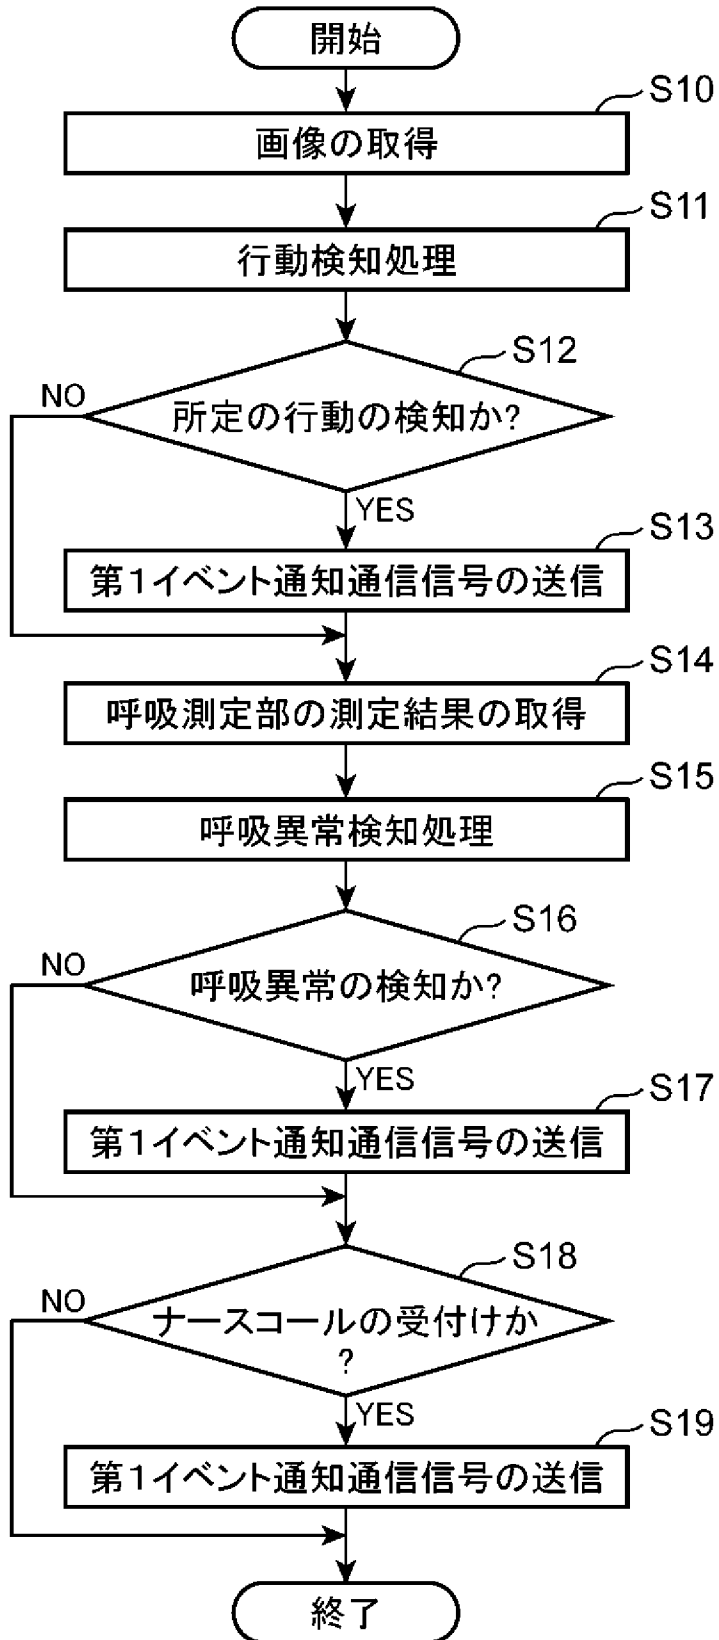 開始
S10
画像の取得
S11
行動検知処理
S12
NO
所定の行動の検知か?
YES
S13
第1イベント通知通信信号の送信
S14
呼吸測定部の測定結果の取得
S15
呼吸異常検知処理
S16
NO
呼吸異常の検知か?
YES
S17
第1イベント通知通信信号の送信
S18
NO
ナースコールの受付けか
?
YES
S19
第1イベント通知通信信号の送信
終了